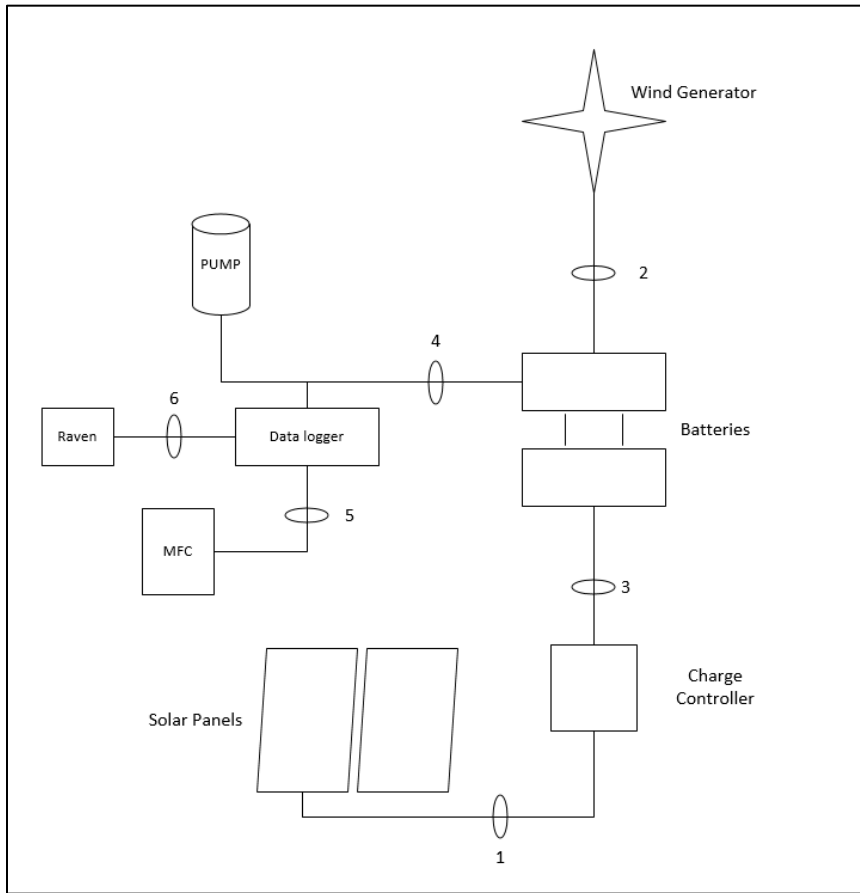 Wind Generator
2
PUMP
4
6
Raven
Data logger
Batteries
5
MFC
3
Charge
Controller
Solar Panels
1